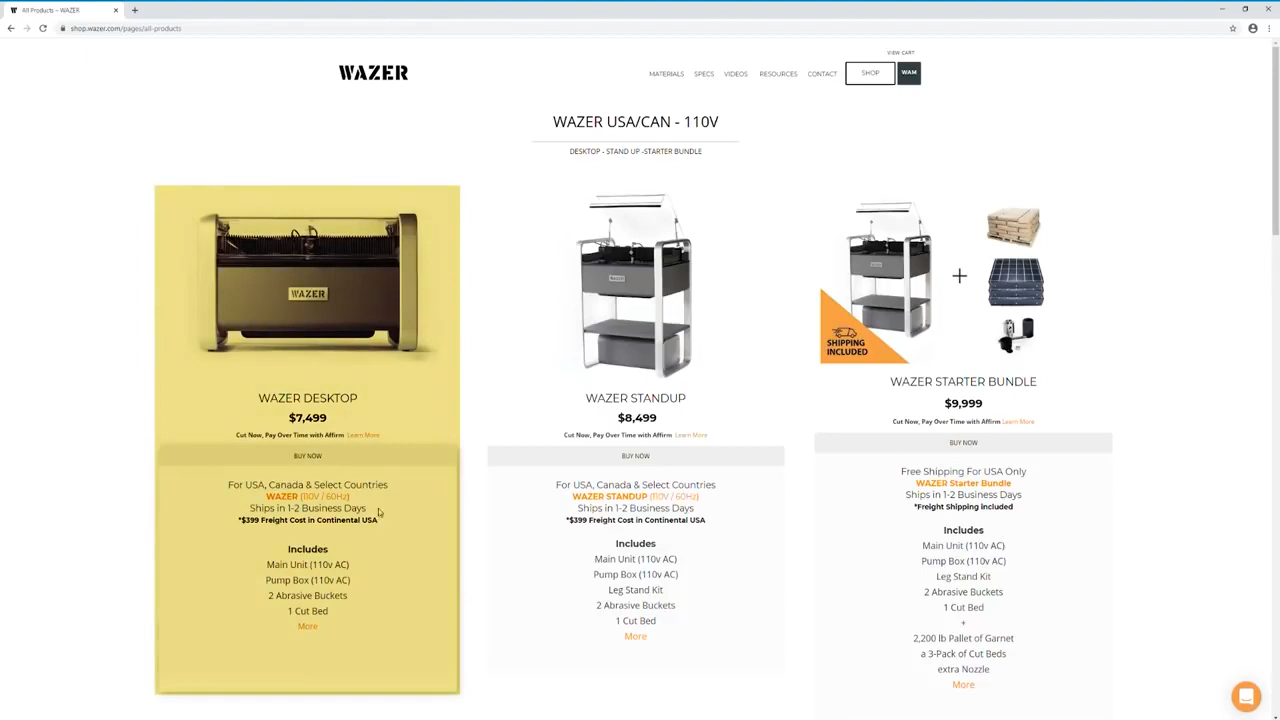 All Products – WAZER
shop.wazer.com/pages/all-products
VIEW CART
WAZER
MATERIALS SPECS VIDEOS RESOURCES CONTACT SHOP WAM
WAZER USA/CAN - 110V
DESKTOP - STAND UP -STARTER BUNDLE
WAZER
WAZER DESKTOP
$7,499
Cut Now, Pay Over Time with Affirm Learn More
BUY NOW
For USA, Canada & Select Countries
WAZER (110V / 60Hz)
Ships in 1-2 Business Days
*$399 Freight Cost in Continental USA
Includes
Main Unit (110v AC)
Pump Box (110v AC)
2 Abrasive Buckets
1 Cut Bed
More
WAZER
WAZER STANDUP
$8,499
Cut Now, Pay Over Time with Affirm Learn More
BUY NOW
For USA, Canada & Select Countries
WAZER STANDUP (110V / 60Hz)
Ships in 1-2 Business Days
*$399 Freight Cost in Continental USA
Includes
Main Unit (110v AC)
Pump Box (110v AC)
Leg Stand Kit
2 Abrasive Buckets
1 Cut Bed
More
WAZER
+
SHIPPING
INCLUDED
WAZER STARTER BUNDLE
$9,999
Cut Now, Pay Over Time with Affirm Learn More
BUY NOW
Free Shipping For USA Only
WAZER Starter Bundle
Ships in 1-2 Business Days
*Freight Shipping included
Includes
Main Unit (110v AC)
Pump Box (110v AC)
Leg Stand Kit
2 Abrasive Buckets
1 Cut Bed
+
2,200 lb Pallet of Garnet
a 3-Pack of Cut Beds
extra Nozzle
More